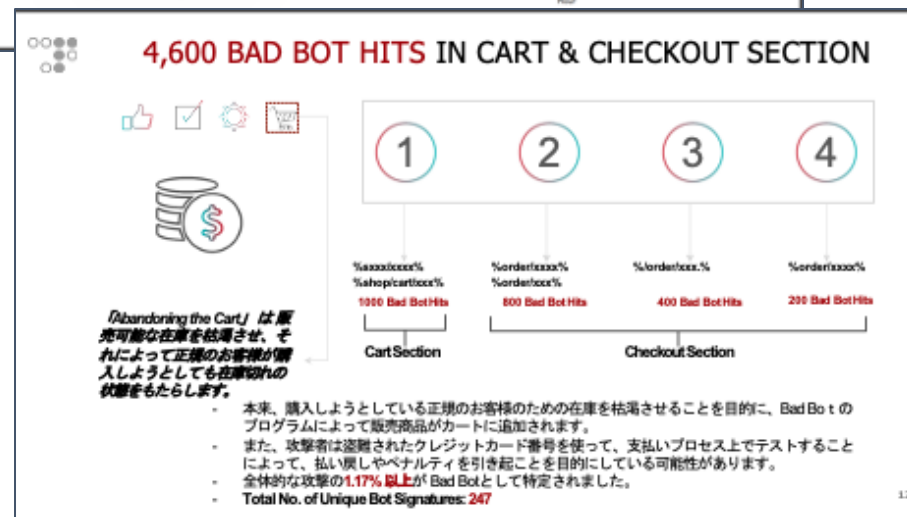 4,600 BAD BOT HITS IN CART & CHECKOUT SECTION
1
2
3
4
%xxxx/xxxx%
%shop/cart/xxx%
1000 Bad Bot Hits
%order/xxxx%
%order/xxx%
800 Bad Bot Hits
%/order/xxx.%
400 Bad Bot Hits
%order/xxxx%
200 Bad Bot Hits
Cart Section
Checkout Section
「Abandoning the Cart」 は 販
売可能な在庫を枯渇させ、そ
れによって正規のお客様が購
入しようとしても在庫切れの
状態をもたらします。
- 本来、購入しようとしている正規のお客様のための在庫を枯渇させることを目的に、Bad Bo t の
プログラムによって販売商品がカートに追加されます。
- また、攻撃者は盗難されたクレジットカード番号を使って、支払いプロセス上でテストすること
によって、払い戻しやペナルティを引き起ことを目的にしている可能性があります。
- 全体的な攻撃の1.17% 以上が Bad Botとして特定されました。
- Total No. of Unique Bot Signatures: 247